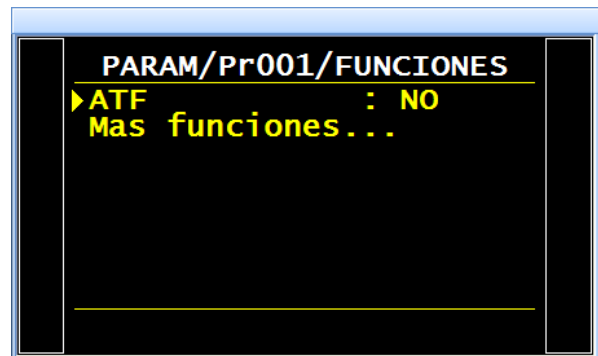 PARAM/Pr001/FUNCIONES
ATF : NO
Mas funciones...